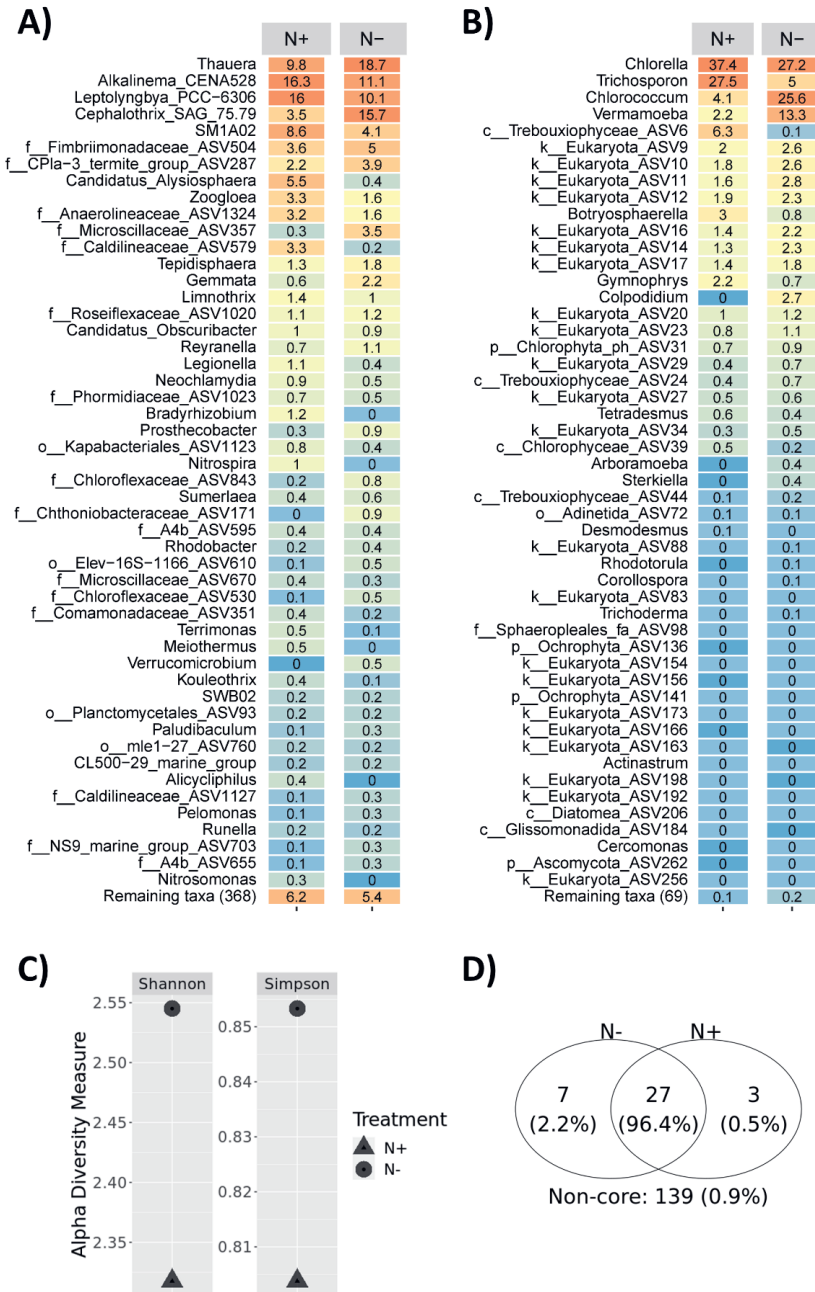 A)
N+ N−
Thauera 9.8 18.7
Alkalinema_CENA528 16.3 11.1
Leptolyngbya_PCC-6306 16 10.1
Cephalothrix_SAG_75.79 3.5 15.7
SM1A02 8.6 4.1
f__Fimbriimonadaceae_ASV504 3.6 5
f__CPla-3_termite_group_ASV287 2.2 3.9
Candidatus_Alysiosphaera 5.5 0.4
Zoogloea 3.3 1.6
f__Anaerolineaceae_ASV1324 3.2 1.6
f__Microscillaceae_ASV357 0.3 3.5
f__Caldilineaceae_ASV579 3.3 0.2
Tepidisphaera 1.3 1.8
Gemmata 0.6 2.2
Limnothrix 1.4 1
f__Roseiflexaceae_ASV1020 1.1 1.2
Candidatus_Obscuribacter 1 0.9
Reyranella 0.7 1.1
Legionella 1.1 0.4
Neochlamydia 0.9 0.5
f__Phormidiaceae_ASV1023 0.7 0.5
Bradyrhizobium 1.2 0
Prosthecobacter 0.3 0.9
o__Kapabacteriales_ASV1123 0.8 0.4
Nitrospira 1 0
f__Chloroflexaceae_ASV843 0.2 0.8
Sumerlaea 0.4 0.6
f__Chthoniobacteraceae_ASV171 0 0.9
f__A4b_ASV595 0.4 0.4
Rhodobacter 0.2 0.4
o__Elev-16S-1166_ASV610 0.1 0.5
f__Microscillaceae_ASV670 0.4 0.3
f__Chloroflexaceae_ASV530 0.1 0.5
f__Comamonadaceae_ASV351 0.4 0.2
Terrimonas 0.5 0.1
Meiothermus 0.5 0
Verrucomicrobium 0 0.5
Kouleothrix 0.4 0.1
SWB02 0.2 0.2
o__Planctomycetales_ASV93 0.2 0.2
Paludibaculum 0.1 0.3
o__mle1-27_ASV760 0.2 0.2
CL500-29_marine_group 0.2 0.2
Alicycliphilus 0.4 0
f__Caldilineaceae_ASV1127 0.1 0.3
Pelomonas 0.1 0.3
Runella 0.2 0.2
f__NS9_marine_group_ASV703 0.1 0.3
f__A4b_ASV655 0.1 0.3
Nitrosomonas 0.3 0
Remaining taxa (368) 6.2 5.4
B)
N+ N−
Chlorella 37.4 27.2
Trichosporon 27.5 5
Chlorococcum 4.1 25.6
Vermamoeba 2.2 13.3
c__Trebouxiophyceae_ASV6 6.3 0.1
k__Eukaryota_ASV9 2 2.6
k__Eukaryota_ASV10 1.8 2.6
k__Eukaryota_ASV11 1.6 2.8
k__Eukaryota_ASV12 1.9 2.3
Botryosphaerella 3 0.8
k__Eukaryota_ASV16 1.4 2.2
k__Eukaryota_ASV14 1.3 2.3
k__Eukaryota_ASV17 1.4 1.8
Gymnophrys 2.2 0.7
Colpodidium 0 2.7
k__Eukaryota_ASV20 1 1.2
k__Eukaryota_ASV23 0.8 1.1
p__Chlorophyta_ph_ASV31 0.7 0.9
k__Eukaryota_ASV29 0.4 0.7
c__Trebouxiophyceae_ASV24 0.4 0.7
k__Eukaryota_ASV27 0.5 0.6
Tetradesmus 0.6 0.4
k__Eukaryota_ASV34 0.3 0.5
c__Chlorophyceae_ASV39 0.5 0.2
Arboramoeba 0 0.4
Sterkiella 0 0.4
c__Trebouxiophyceae_ASV44 0.1 0.2
o__Adinetida_ASV72 0.1 0.1
Desmodesmus 0.1 0
k__Eukaryota_ASV88 0 0.1
Rhodotorula 0 0.1
Corollospora 0 0.1
k__Eukaryota_ASV83 0 0
Trichoderma 0 0.1
f__Sphaeropleales_fa_ASV98 0 0
p__Ochrophyta_ASV136 0 0
k__Eukaryota_ASV154 0 0
k__Eukaryota_ASV156 0 0
p__Ochrophyta_ASV141 0 0
k__Eukaryota_ASV173 0 0
k__Eukaryota_ASV166 0 0
k__Eukaryota_ASV163 0 0
Actinastrum 0 0
k__Eukaryota_ASV198 0 0
k__Eukaryota_ASV192 0 0
c__Diatomea_ASV206 0 0
c__Glissomonadida_ASV184 0 0
Cercomonas 0 0
p__Ascomycota_ASV262 0 0
k__Eukaryota_ASV256 0 0
Remaining taxa (69) 0.1 0.2
C)
Shannon Simpson
Alpha Diversity Measure
2.55
2.50
2.45
2.40
2.35
0.85
0.84
0.83
0.82
0.81
Treatment
N+
N-
D)
N- N+
7 27 3
(2.2%) (96.4%) (0.5%)
Non-core: 139 (0.9%)